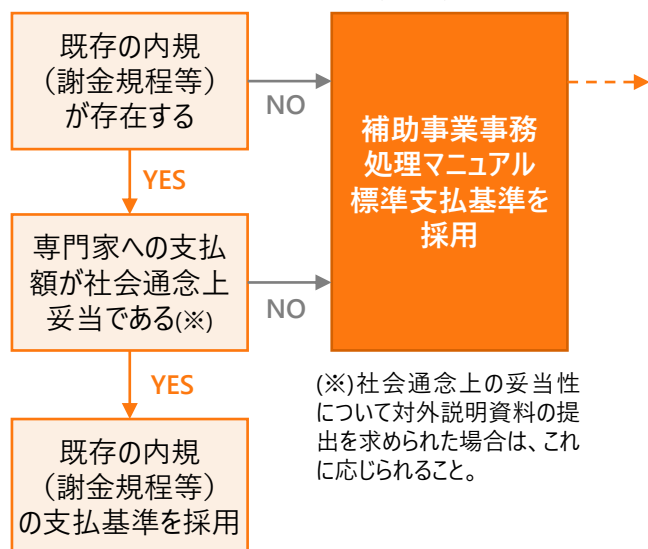 既存の内規
（謝金規程等）
が存在する
NO
YES
補助事業事務
処理マニュアル
標準支払基準を
採用
専門家への支払
額が社会通念上
妥当である(※)
NO
YES
(※)社会通念上の妥当性
について対外説明資料の提
出を求められた場合は、これ
に応じられること。
既存の内規
（謝金規程等）
の支払基準を採用